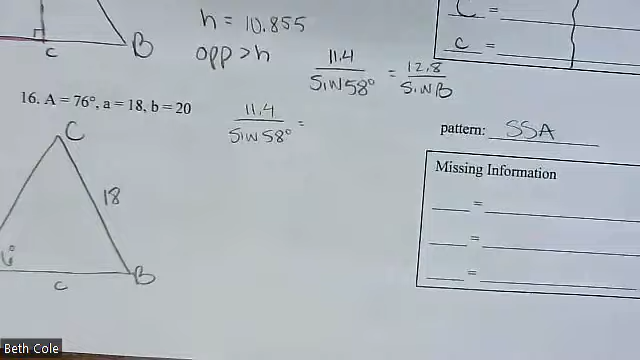 h = 10.855
C =
c =
c
B
opp > h
11.4 / SIN 58° = 12.8 / SIN B
16. A = 76°, a = 18, b = 20
11.4 / SIN 58° =
pattern: SSA
C
18
6°
c
B
Missing Information
=
=
=
Beth Cole